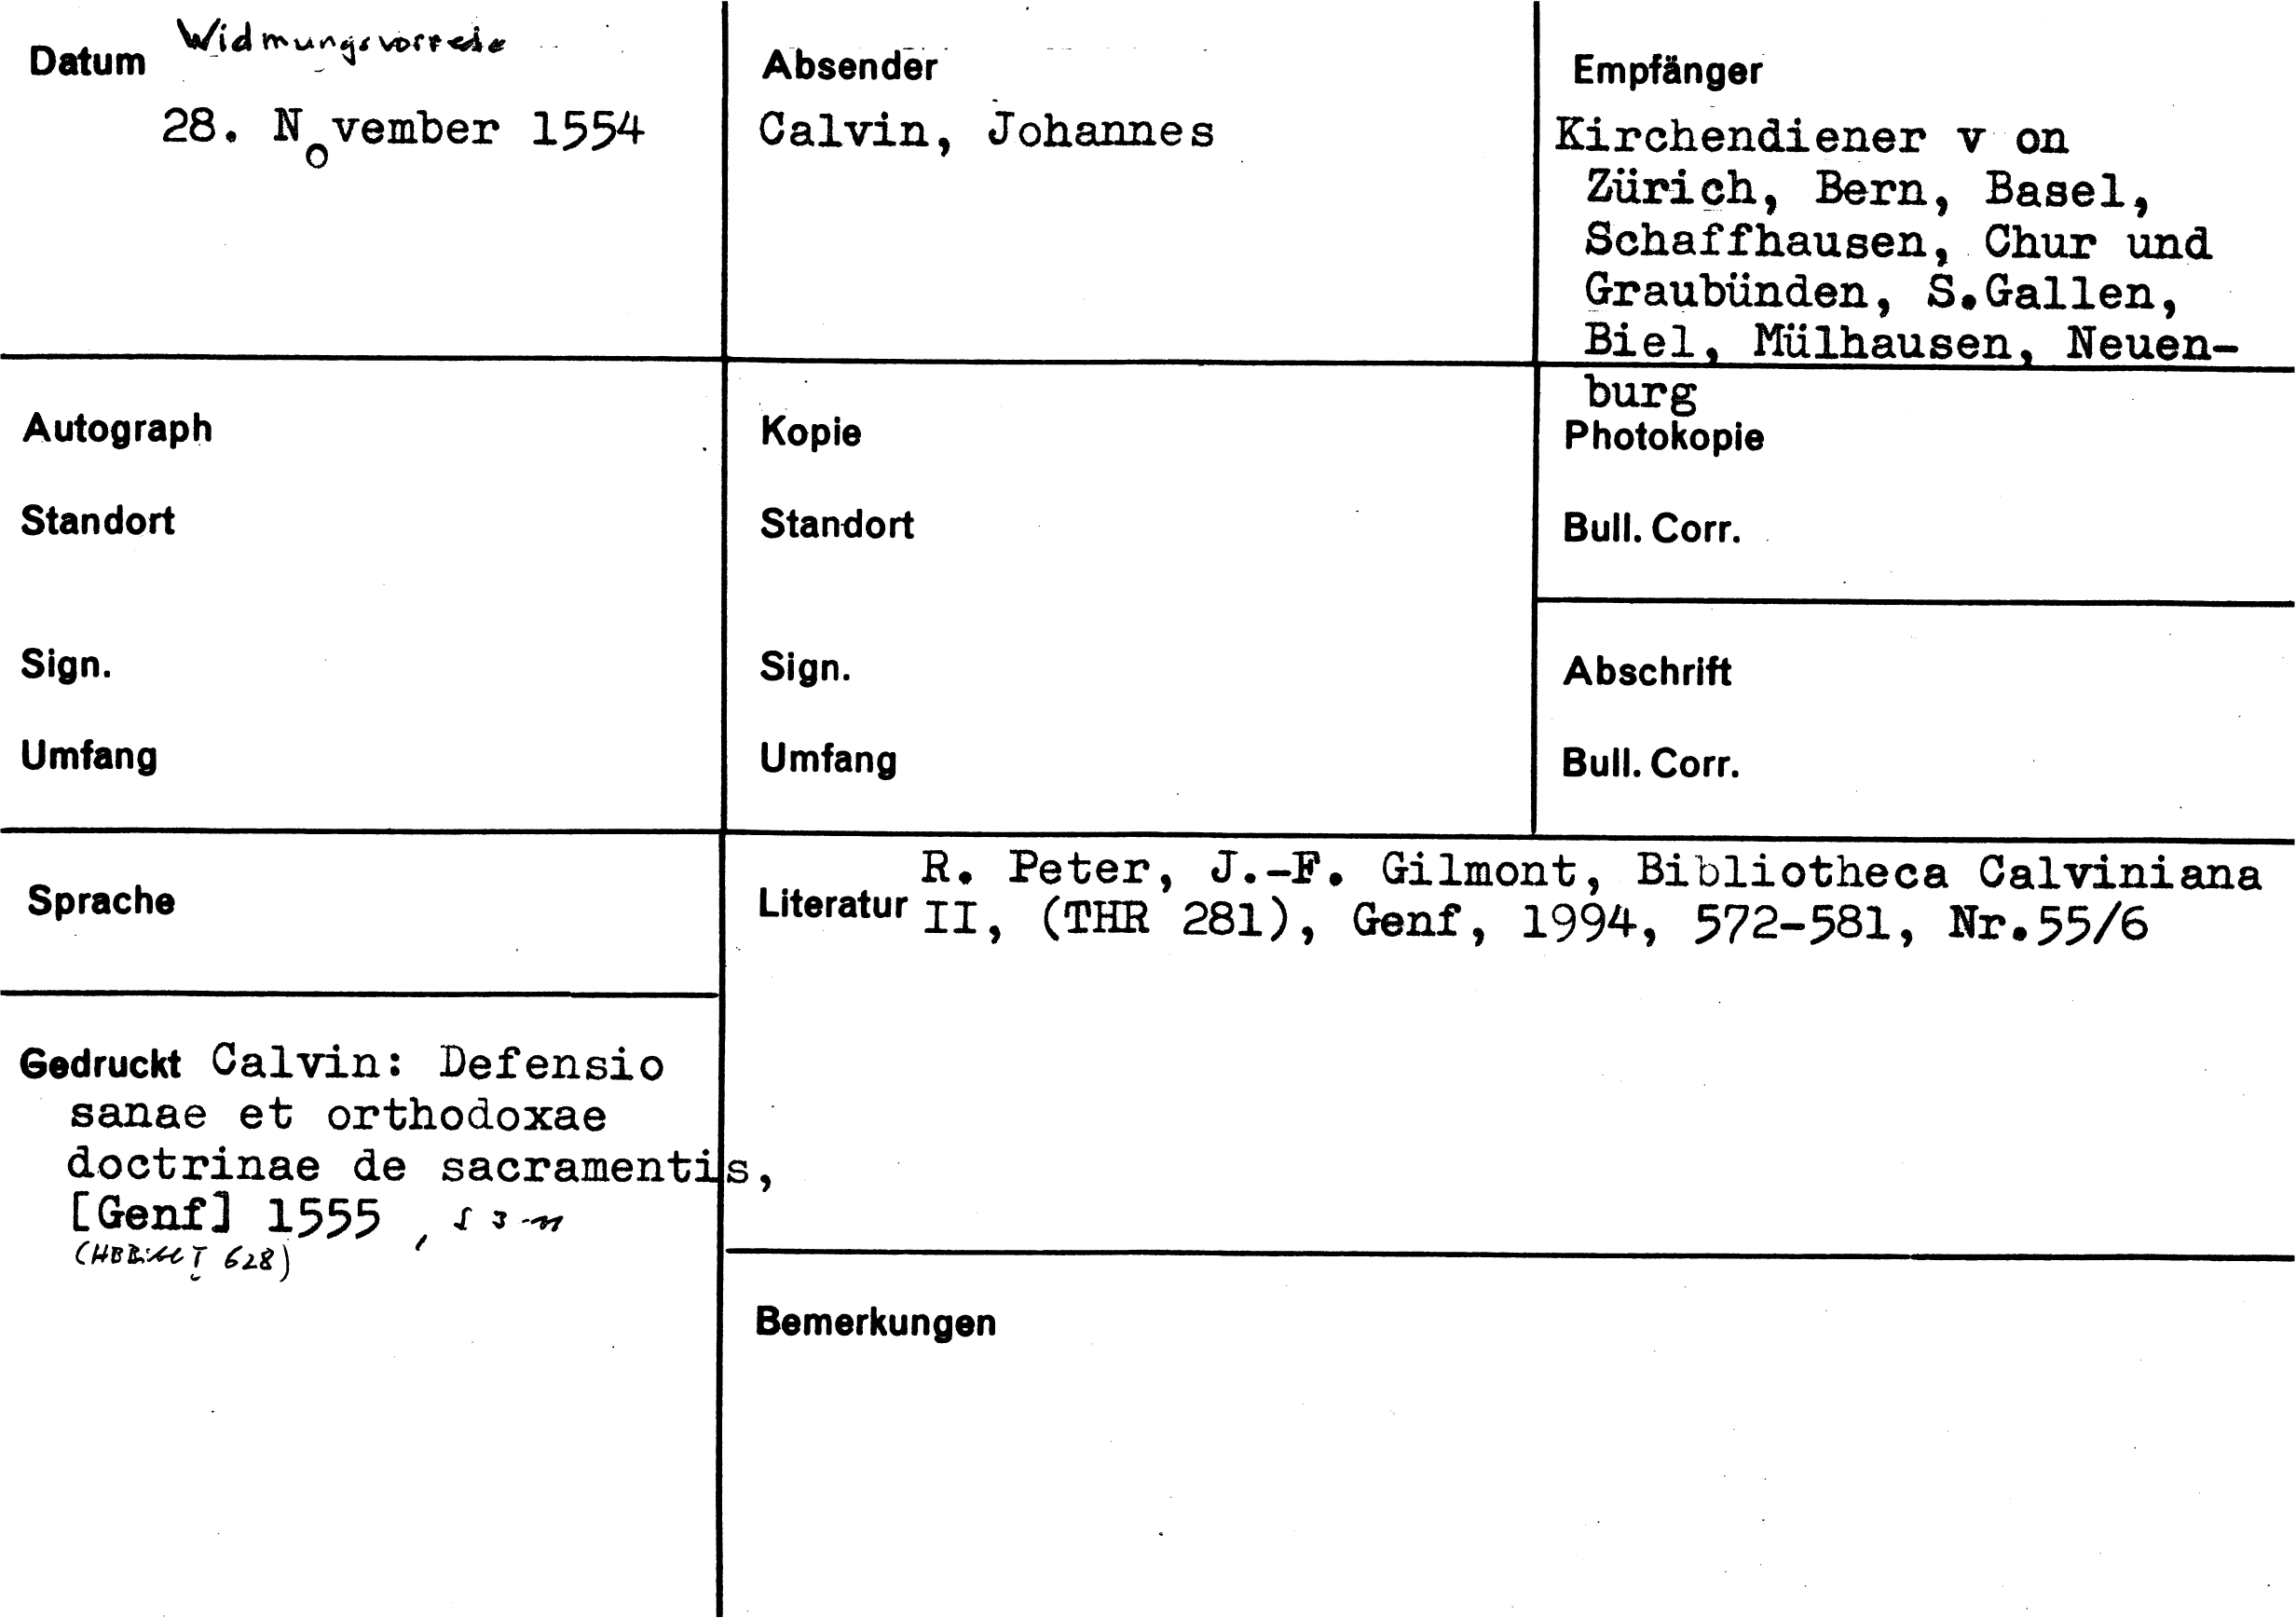 Datum Widmungsvorrede
28. November 1554
Absender
Calvin, Johannes
Empfänger
Kirchendiener v on
Zürich, Bern, Basel,
Schaffhausen, Chur und
Graubünden, S.Gallen,
Biel, Mülhausen, Neuen-
burg
Autograph
Standort
Sign.
Umfang
Kopie
Standort
Sign.
Umfang
Photokopie
Bull. Corr.
Abschrift
Bull. Corr.
Sprache
Literatur R. Peter, J.-F. Gilmont, Bibliotheca Calviniana
II, (THR 281), Genf, 1994, 572-581, Nr.55/6
Gedruckt Calvin: Defensio
sanae et orthodoxae
doctrinae de sacramentis,
[Genf] 1555, S 3-11
(HBBibl I 628)
Bemerkungen